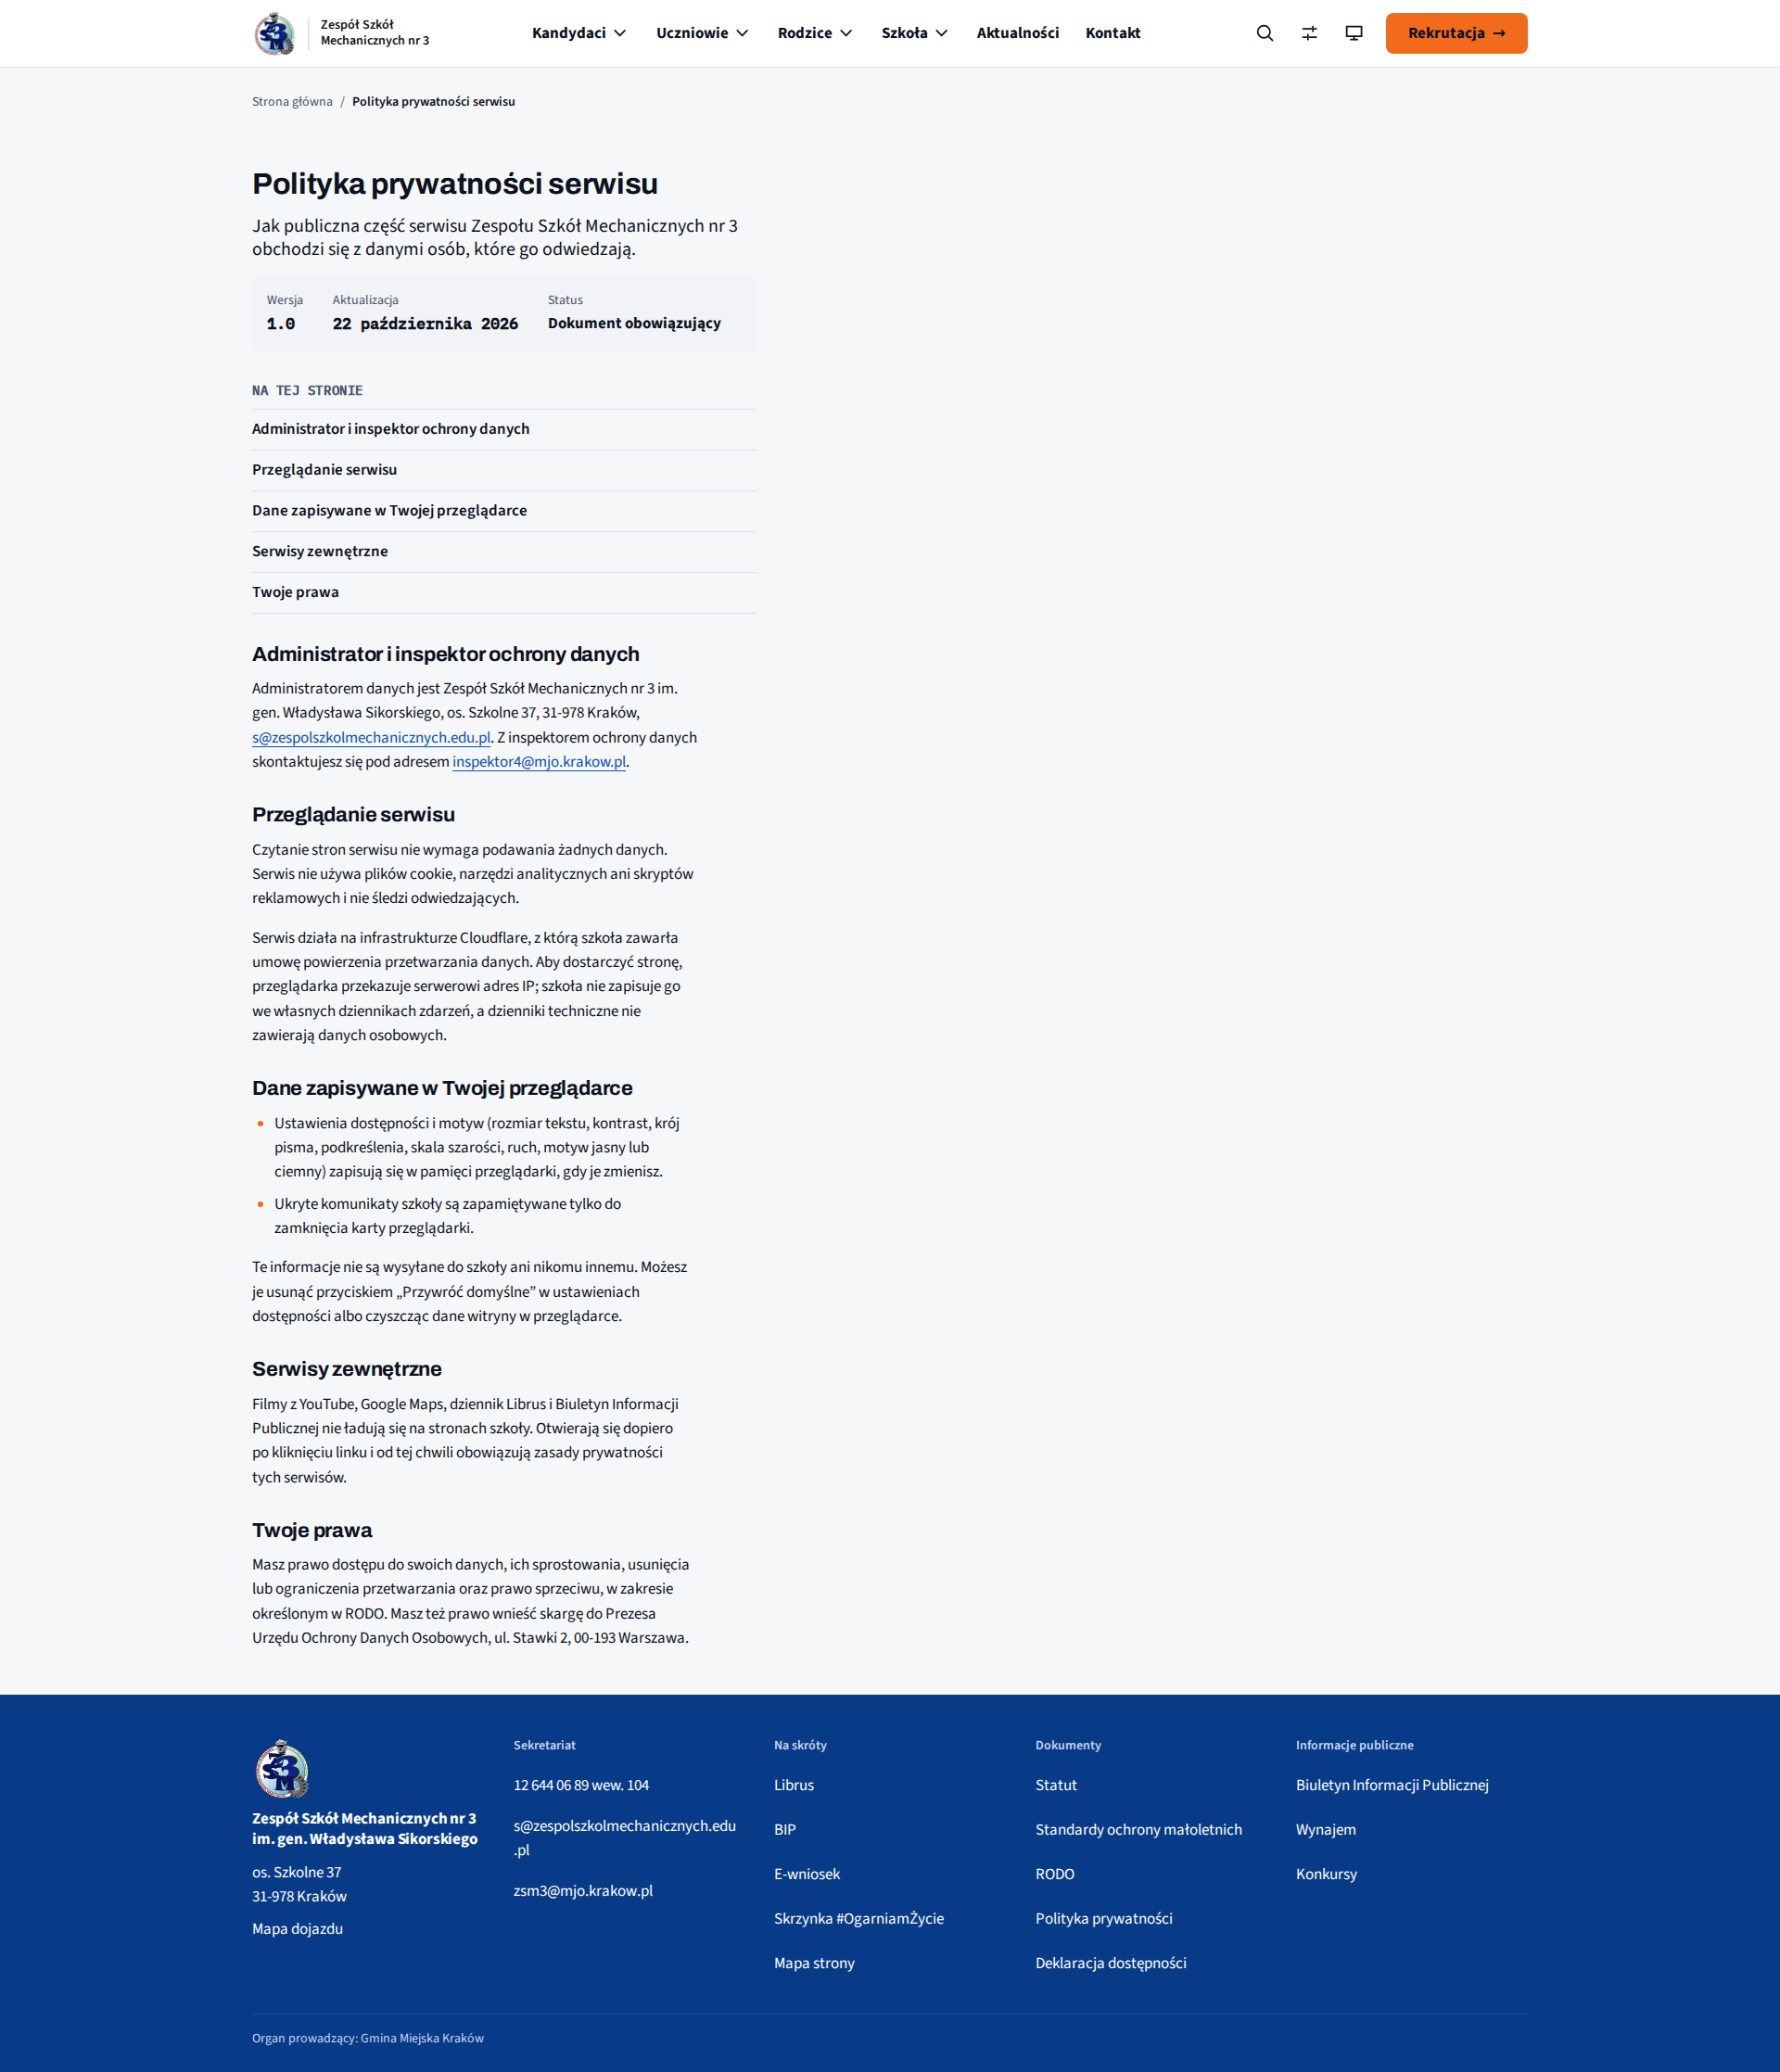 Zespół Szkół
Mechanicznych nr 3
Kandydaci
Uczniowie
Rodzice
Szkoła
Aktualności
Kontakt
Rekrutacja →
Strona główna / Polityka prywatności serwisu
Polityka prywatności serwisu
Jak publiczna część serwisu Zespołu Szkół Mechanicznych nr 3
obchodzi się z danymi osób, które go odwiedzają.
Wersja
1.0
Aktualizacja
22 października 2026
Status
Dokument obowiązujący
NA TEJ STRONIE
Administrator i inspektor ochrony danych
Przeglądanie serwisu
Dane zapisywane w Twojej przeglądarce
Serwisy zewnętrzne
Twoje prawa
Administrator i inspektor ochrony danych
Administratorem danych jest Zespół Szkół Mechanicznych nr 3 im.
gen. Władysława Sikorskiego, os. Szkolne 37, 31-978 Kraków,
s@zespolszkolmechanicznych.edu.pl. Z inspektorem ochrony danych
skontaktujesz się pod adresem inspektor4@mjo.krakow.pl.
Przeglądanie serwisu
Czytanie stron serwisu nie wymaga podawania żadnych danych.
Serwis nie używa plików cookie, narzędzi analitycznych ani skryptów
reklamowych i nie śledzi odwiedzających.
Serwis działa na infrastrukturze Cloudflare, z którą szkoła zawarła
umowę powierzenia przetwarzania danych. Aby dostarczyć stronę,
przeglądarka przekazuje serwerowi adres IP; szkoła nie zapisuje go
we własnych dziennikach zdarzeń, a dzienniki techniczne nie
zawierają danych osobowych.
Dane zapisywane w Twojej przeglądarce
Ustawienia dostępności i motyw (rozmiar tekstu, kontrast, krój
pisma, podkreślenia, skala szarości, ruch, motyw jasny lub
ciemny) zapisują się w pamięci przeglądarki, gdy je zmienisz.
Ukryte komunikaty szkoły są zapamiętywane tylko do
zamknięcia karty przeglądarki.
Te informacje nie są wysyłane do szkoły ani nikomu innemu. Możesz
je usunąć przyciskiem „Przywróć domyślne” w ustawieniach
dostępności albo czyszcząc dane witryny w przeglądarce.
Serwisy zewnętrzne
Filmy z YouTube, Google Maps, dziennik Librus i Biuletyn Informacji
Publicznej nie ładują się na stronach szkoły. Otwierają się dopiero
po kliknięciu linku i od tej chwili obowiązują zasady prywatności
tych serwisów.
Twoje prawa
Masz prawo dostępu do swoich danych, ich sprostowania, usunięcia
lub ograniczenia przetwarzania oraz prawo sprzeciwu, w zakresie
określonym w RODO. Masz też prawo wnieść skargę do Prezesa
Urzędu Ochrony Danych Osobowych, ul. Stawki 2, 00-193 Warszawa.
Zespół Szkół Mechanicznych nr 3
im. gen. Władysława Sikorskiego
os. Szkolne 37
31-978 Kraków
Mapa dojazdu
Sekretariat
12 644 06 89 wew. 104
s@zespolszkolmechanicznych.edu
.pl
zsm3@mjo.krakow.pl
Na skróty
Librus
BIP
E-wniosek
Skrzynka #OgarniamŻycie
Mapa strony
Dokumenty
Statut
Standardy ochrony małoletnich
RODO
Polityka prywatności
Deklaracja dostępności
Informacje publiczne
Biuletyn Informacji Publicznej
Wynajem
Konkursy
Organ prowadzący: Gmina Miejska Kraków